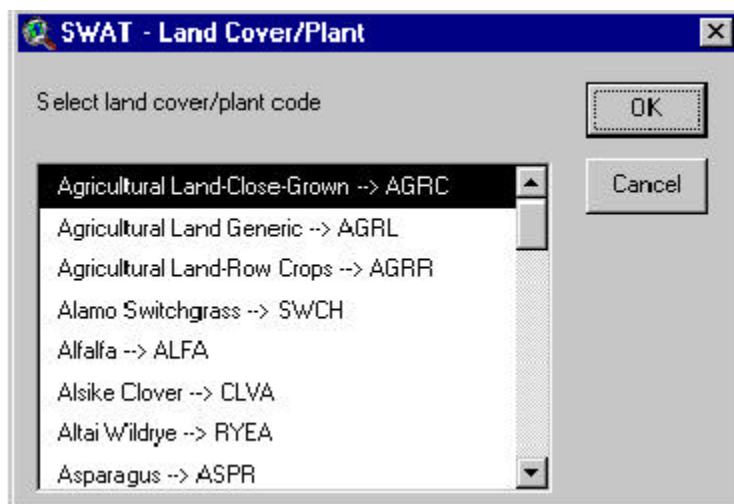 SWAT - Land Cover/Plant
Select land cover/plant code
OK
Cancel
Agricultural Land-Close-Grown --> AGRC
Agricultural Land Generic --> AGRL
Agricultural Land-Row Crops --> AGRR
Alamo Switchgrass --> SWCH
Alfalfa --> ALFA
Alsike Clover --> CLVA
Altai Wildrye --> RYEA
Asparagus --> ASPR